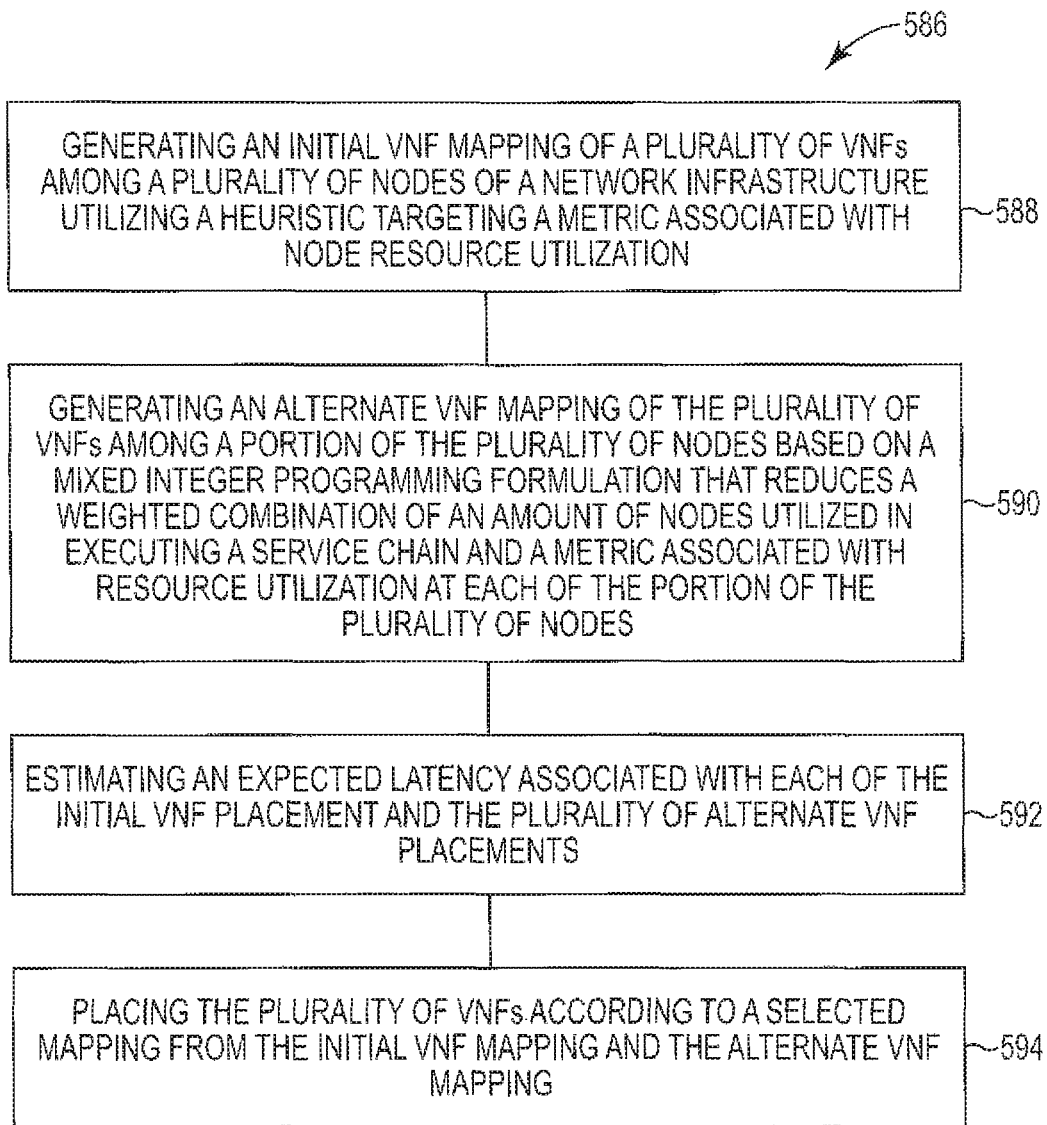 586
GENERATING AN INITIAL VNF MAPPING OF A PLURALITY OF VNFs
AMONG A PLURALITY OF NODES OF A NETWORK INFRASTRUCTURE
UTILIZING A HEURISTIC TARGETING A METRIC ASSOCIATED WITH
NODE RESOURCE UTILIZATION
588
GENERATING AN ALTERNATE VNF MAPPING OF THE PLURALITY OF
VNFs AMONG A PORTION OF THE PLURALITY OF NODES BASED ON A
MIXED INTEGER PROGRAMMING FORMULATION THAT REDUCES A
WEIGHTED COMBINATION OF AN AMOUNT OF NODES UTILIZED IN
EXECUTING A SERVICE CHAIN AND A METRIC ASSOCIATED WITH
RESOURCE UTILIZATION AT EACH OF THE PORTION OF THE
PLURALITY OF NODES
590
ESTIMATING AN EXPECTED LATENCY ASSOCIATED WITH EACH OF THE
INITIAL VNF PLACEMENT AND THE PLURALITY OF ALTERNATE VNF
PLACEMENTS
592
PLACING THE PLURALITY OF VNFs ACCORDING TO A SELECTED
MAPPING FROM THE INITIAL VNF MAPPING AND THE ALTERNATE VNF
MAPPING
594